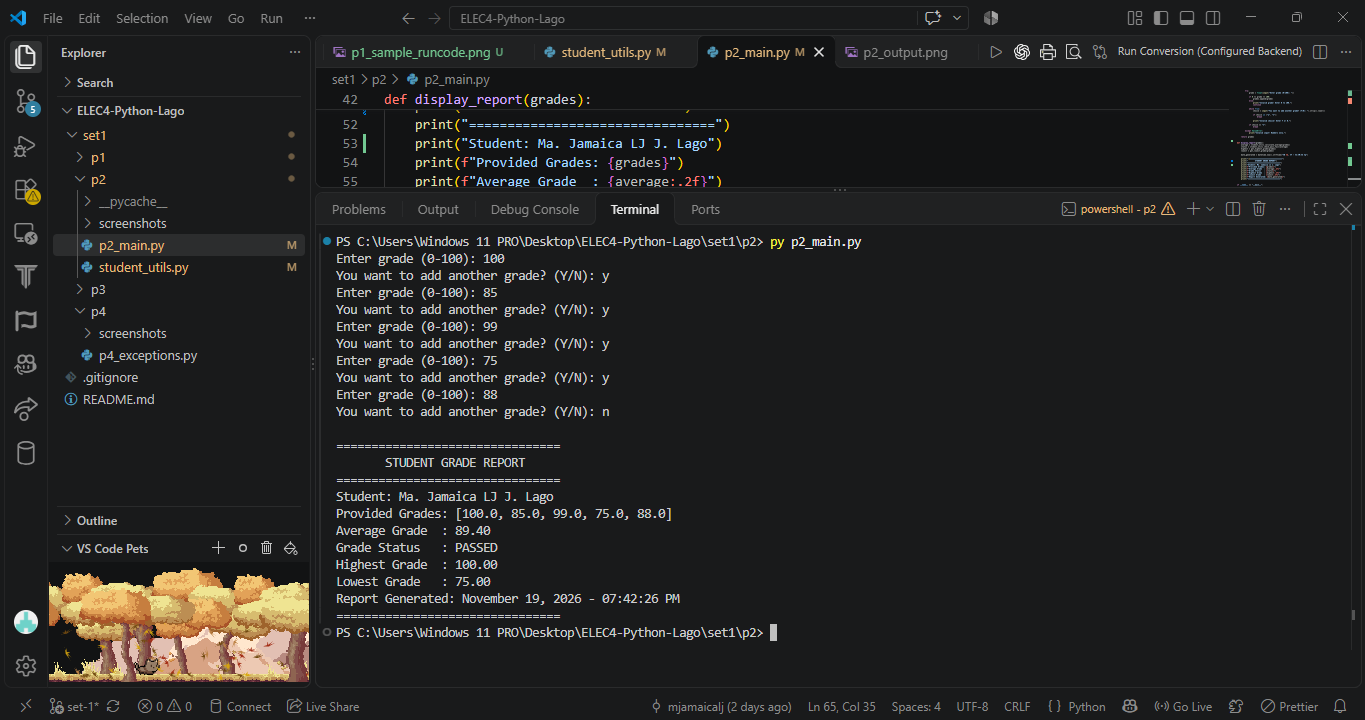 File Edit Selection View Go Run ···
ELEC4-Python-Lago
Explorer ···
Search
ELEC4-Python-Lago
set1
p1
p2
__pycache__
screenshots
p2_main.py M
student_utils.py M
p3
p4
screenshots
p4_exceptions.py
.gitignore
README.md
Outline
VS Code Pets
5
p1_sample_runcode.png U
student_utils.py M
p2_main.py M
p2_output.png
Run Conversion (Configured Backend)
set1 > p2 > p2_main.py
42 def display_report(grades):
52 print("================================")
53 print("Student: Ma. Jamaica LJ J. Lago")
54 print(f"Provided Grades: {grades}")
55 print(f"Average Grade  : {average:.2f}")
Problems Output Debug Console Terminal Ports
powershell - p2
PS C:\Users\Windows 11 PRO\Desktop\ELEC4-Python-Lago\set1\p2> py p2_main.py
Enter grade (0-100): 100
You want to add another grade? (Y/N): y
Enter grade (0-100): 85
You want to add another grade? (Y/N): y
Enter grade (0-100): 99
You want to add another grade? (Y/N): y
Enter grade (0-100): 75
You want to add another grade? (Y/N): y
Enter grade (0-100): 88
You want to add another grade? (Y/N): n
================================
STUDENT GRADE REPORT
================================
Student: Ma. Jamaica LJ J. Lago
Provided Grades: [100.0, 85.0, 99.0, 75.0, 88.0]
Average Grade  : 89.40
Grade Status   : PASSED
Highest Grade  : 100.00
Lowest Grade   : 75.00
Report Generated: November 19, 2026 - 07:42:26 PM
================================
PS C:\Users\Windows 11 PRO\Desktop\ELEC4-Python-Lago\set1\p2>
set-1* 0 0 Connect Live Share mjamaicalj (2 days ago) Ln 65, Col 35 Spaces: 4 UTF-8 CRLF { } Python Go Live Prettier